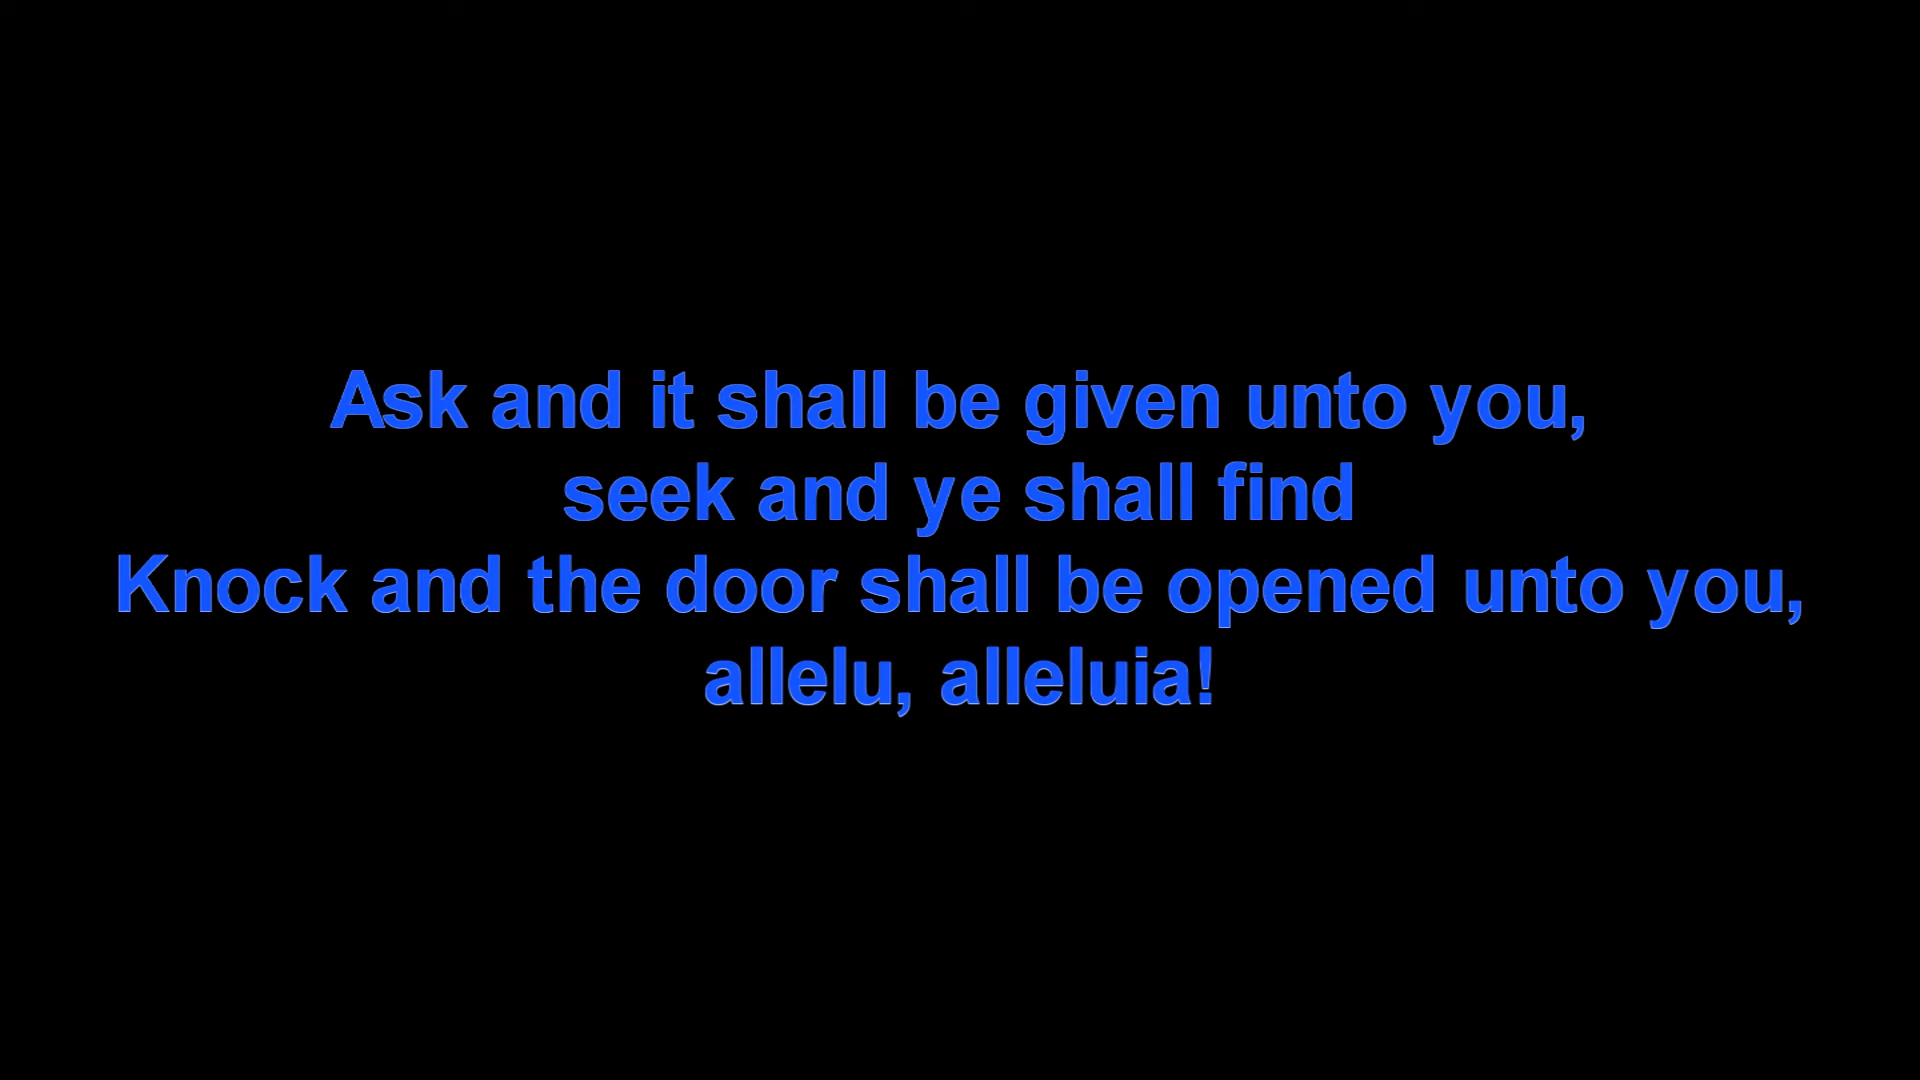 Ask and it shall be given unto you,
seek and ye shall find
Knock and the door shall be opened unto you,
allelu, alleluia!